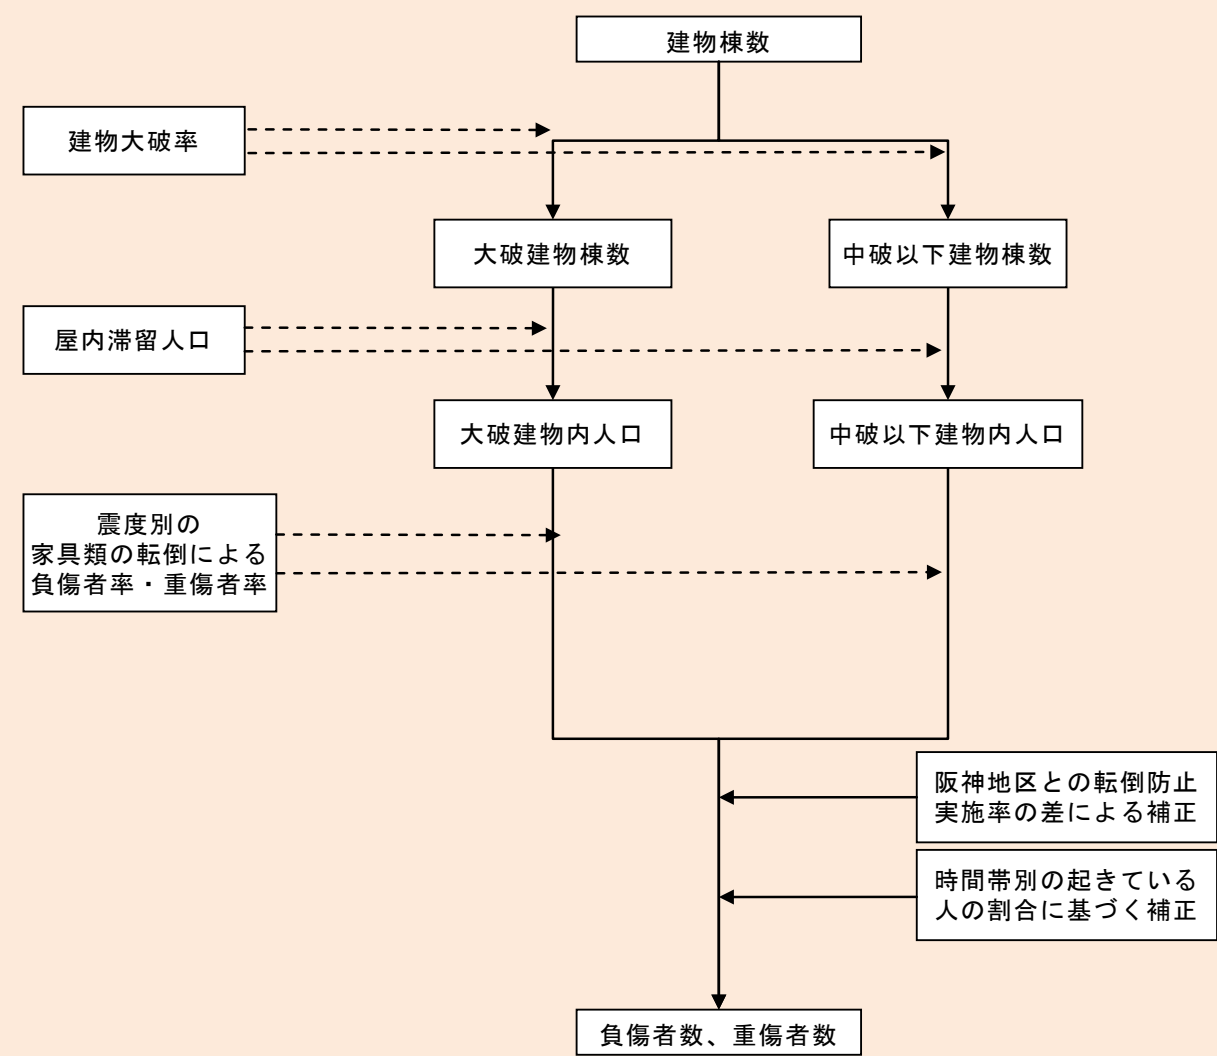 建物棟数
建物大破率
大破建物棟数
中破以下建物棟数
屋内滞留人口
大破建物内人口
中破以下建物内人口
震度別の
家具類の転倒による
負傷者率・重傷者率
阪神地区との転倒防止
実施率の差による補正
時間帯別の起きている
人の割合に基づく補正
負傷者数、重傷者数